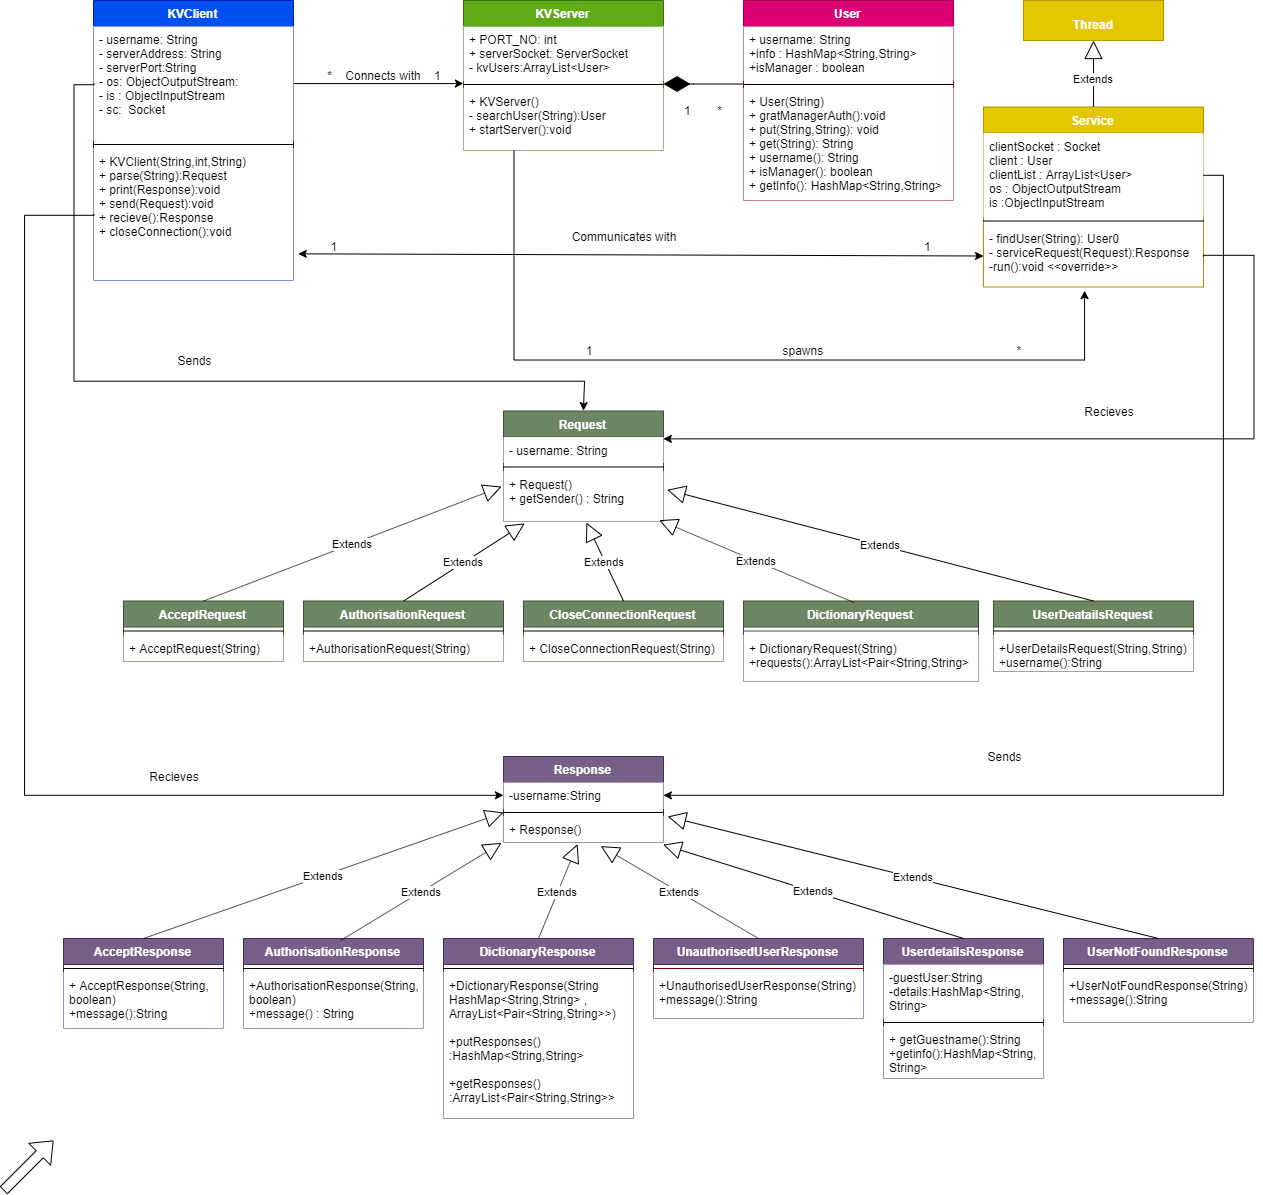 KVClient
- username: String
- serverAddress: String
- serverPort:String
- os: ObjectOutputStream:
- is : ObjectInputStream
- sc:  Socket
+ KVClient(String,int,String)
+ parse(String):Request
+ print(Response):void
+ send(Request):void
+ recieve():Response
+ closeConnection():void
* Connects with 1
KVServer
+ PORT_NO: int
+ serverSocket: ServerSocket
- kvUsers:ArrayList<User>
+ KVServer()
- searchUser(String):User
+ startServer():void
1 *
User
+ username: String
+info : HashMap<String,String>
+isManager : boolean
+ User(String)
+ gratManagerAuth():void
+ put(String,String): void
+ get(String): String
+ username(): String
+ isManager(): boolean
+ getInfo(): HashMap<String,String>
Thread
Extends
Service
clientSocket : Socket
client : User
clientList : ArrayList<User>
os : ObjectOutputStream
is :ObjectInputStream
- findUser(String): User0
- serviceRequest(Request):Response
-run():void <<override>>
1 Communicates with 1
1 spawns *
Sends
Recieves
Request
- username: String
+ Request()
+ getSender() : String
Extends
Extends
Extends
Extends
Extends
AcceptRequest
+ AcceptRequest(String)
AuthorisationRequest
+AuthorisationRequest(String)
CloseConnectionRequest
+ CloseConnectionRequest(String)
DictionaryRequest
+ DictionaryRequest(String)
+requests():ArrayList<Pair<String,String>
UserDeatailsRequest
+UserDetailsRequest(String,String)
+username():String
Recieves
Sends
Response
-username:String
+ Response()
Extends
Extends
Extends
Extends
Extends
Extends
AcceptResponse
+ AcceptResponse(String,
boolean)
+message():String
AuthorisationResponse
+AuthorisationResponse(String,
boolean)
+message() : String
DictionaryResponse
+DictionaryResponse(String
HashMap<String,String> ,
ArrayList<Pair<String,String>>)
+putResponses()
:HashMap<String,String>
+getResponses()
:ArrayList<Pair<String,String>>
UnauthorisedUserResponse
+UnauthorisedUserResponse(String)
+message():String
UserdetailsResponse
-guestUser:String
-details:HashMap<String,
String>
+ getGuestname():String
+getinfo():HashMap<String,
String>
UserNotFoundResponse
+UserNotFoundResponse(String)
+message():String